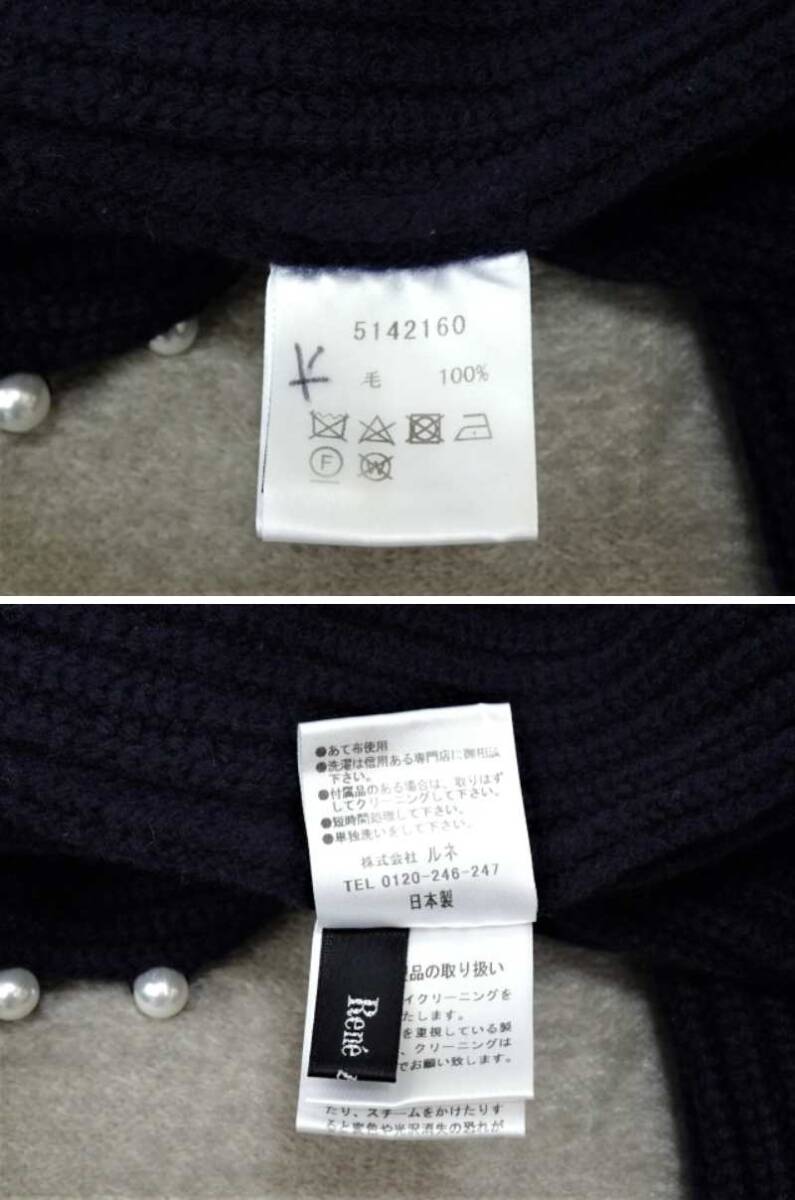 5142160
毛 100%
F
W
●あて布使用
●洗濯は信用ある専門店に御相談
下さい。
●付属品のある場合は、取りはず
してクリーニングして下さい。
●短時間処理して下さい。
●単独洗いをして下さい。
株式会社 ルネ
TEL 0120-246-247
日本製
品の取り扱い
イクリーニングを
たします。
を重視している製
、クリーニングは
でお願い致します。
René
たり、スチームをかけたりす
ると変色や光沢消失の恐れが